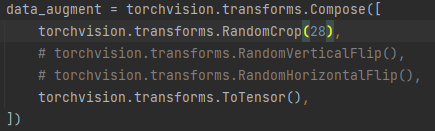 data_augment = torchvision.transforms.Compose([
    torchvision.transforms.RandomCrop(28),
    # torchvision.transforms.RandomVerticalFlip(),
    # torchvision.transforms.RandomHorizontalFlip(),
    torchvision.transforms.ToTensor(),
])